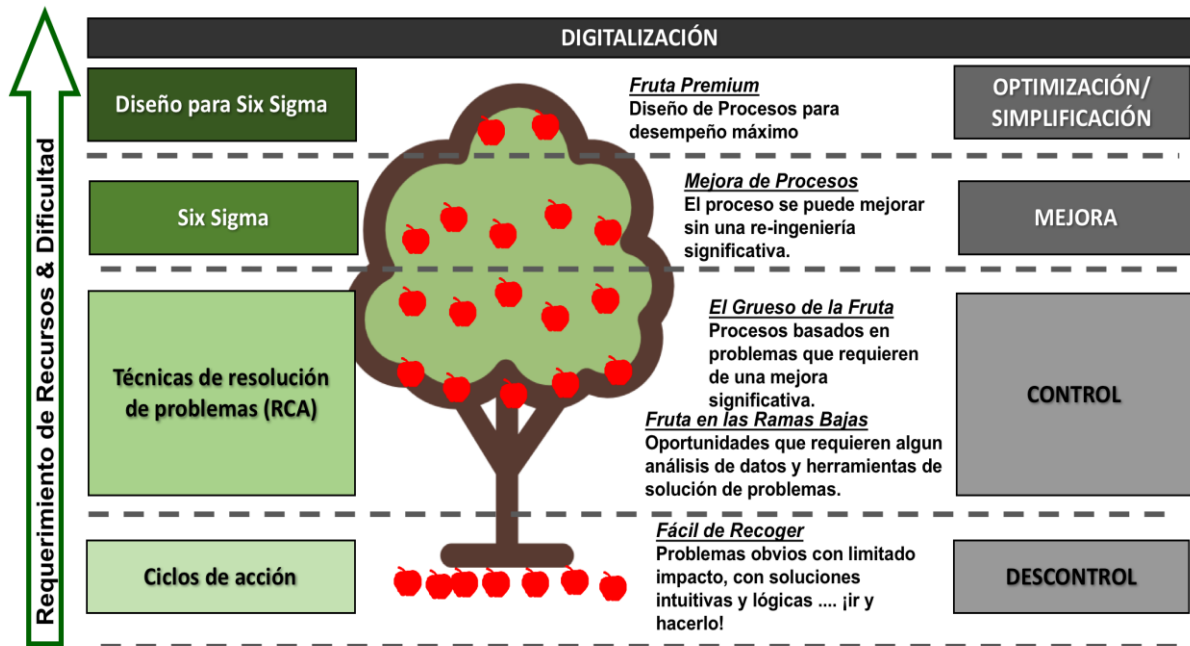 DIGITALIZACIÓN
Requerimiento de Recursos & Dificultad
Diseño para Six Sigma
Fruta Premium
Diseño de Procesos para
desempeño máximo
OPTIMIZACIÓN/
SIMPLIFICACIÓN
Six Sigma
Mejora de Procesos
El proceso se puede mejorar
sin una re-ingeniería
significativa.
MEJORA
Técnicas de resolución
de problemas (RCA)
El Grueso de la Fruta
Procesos basados en
problemas que requieren
de una mejora
significativa.
Fruta en las Ramas Bajas
Oportunidades que requieren algun
análisis de datos y herramientas de
solución de problemas.
CONTROL
Ciclos de acción
Fácil de Recoger
Problemas obvios con limitado
impacto, con soluciones
intuitivas y lógicas .... ¡ir y
hacerlo!
DESCONTROL